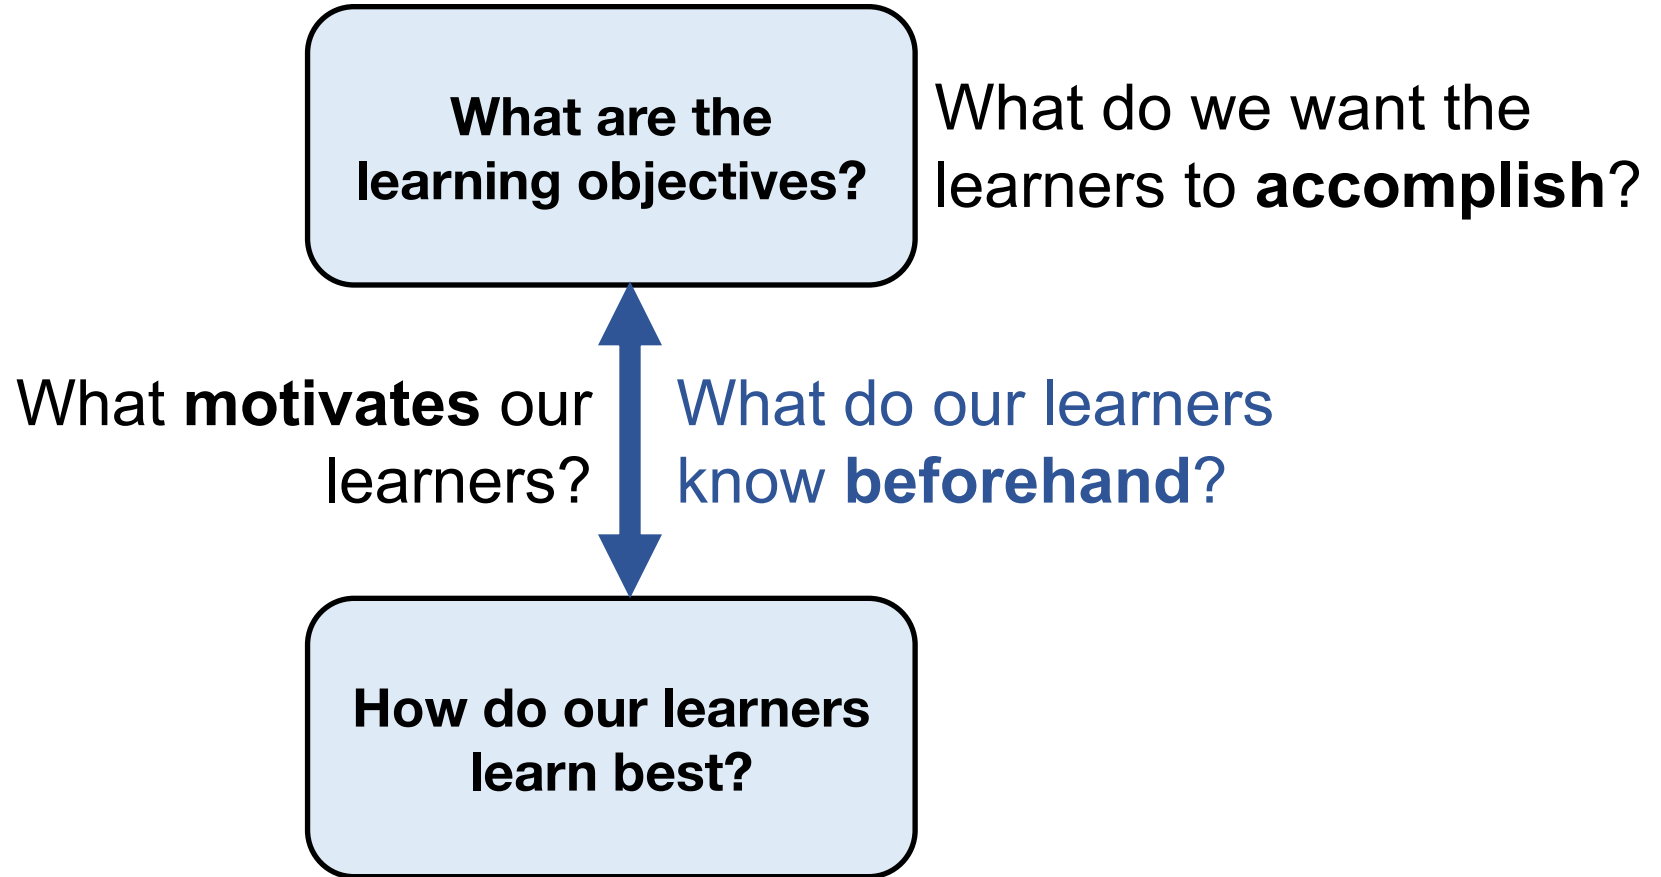 What are the
learning objectives?
What do we want the
learners to accomplish?
What motivates our
learners?
What do our learners
know beforehand?
How do our learners
learn best?